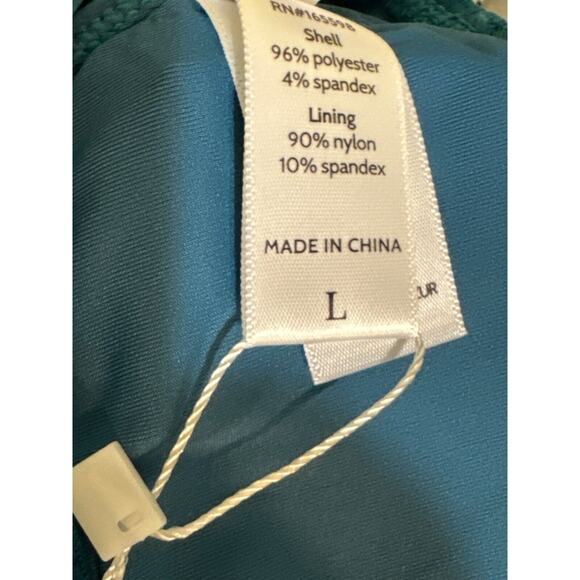 RN#165598
Shell
96% polyester
4% spandex
Lining
90% nylon
10% spandex
MADE IN CHINA
L